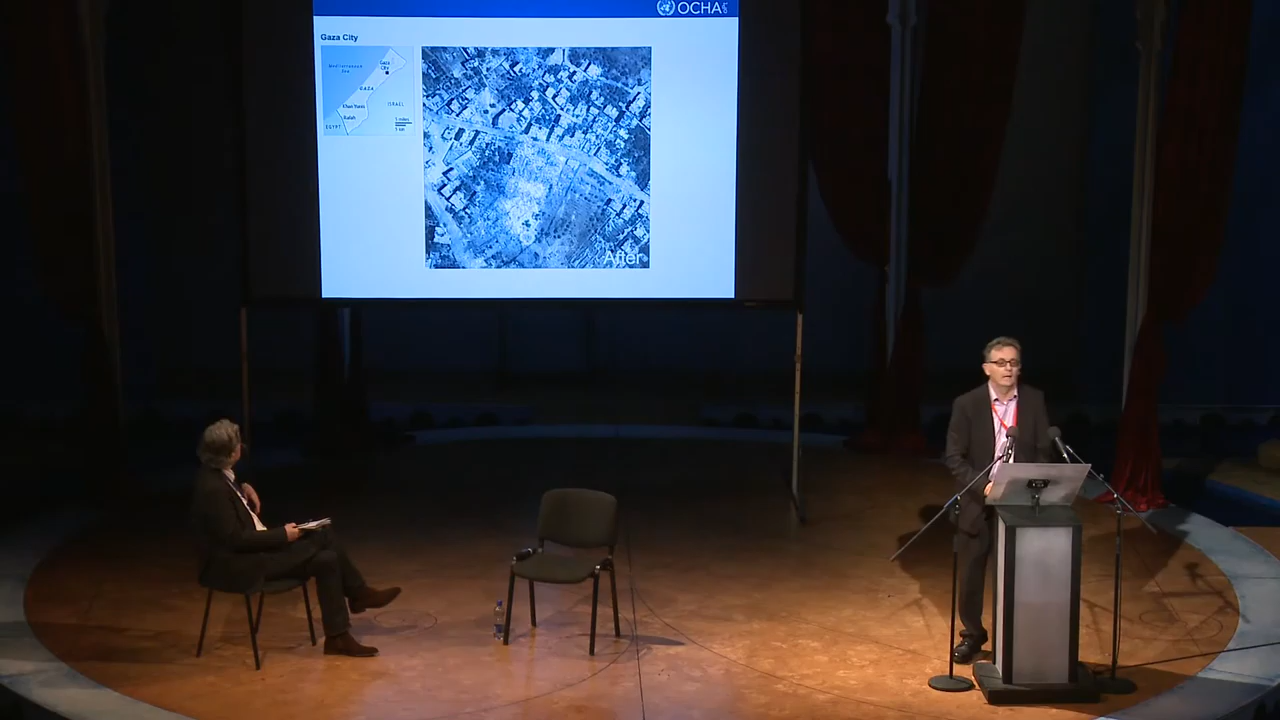 OCHA
Gaza City
Mediterranean
Sea
Gaza
City
GAZA
ISRAEL
Khan Yunis
Rafah
EGYPT
After